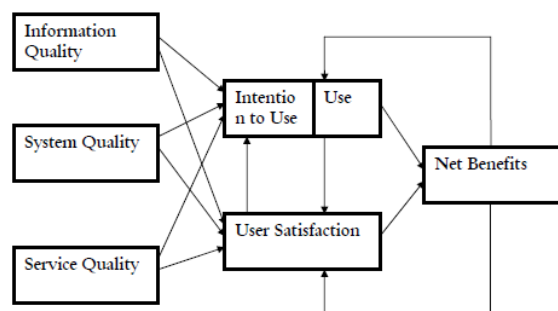 Information
Quality
Intentio
n to Use
Use
System Quality
Net Benefits
User Satisfaction
Service Quality